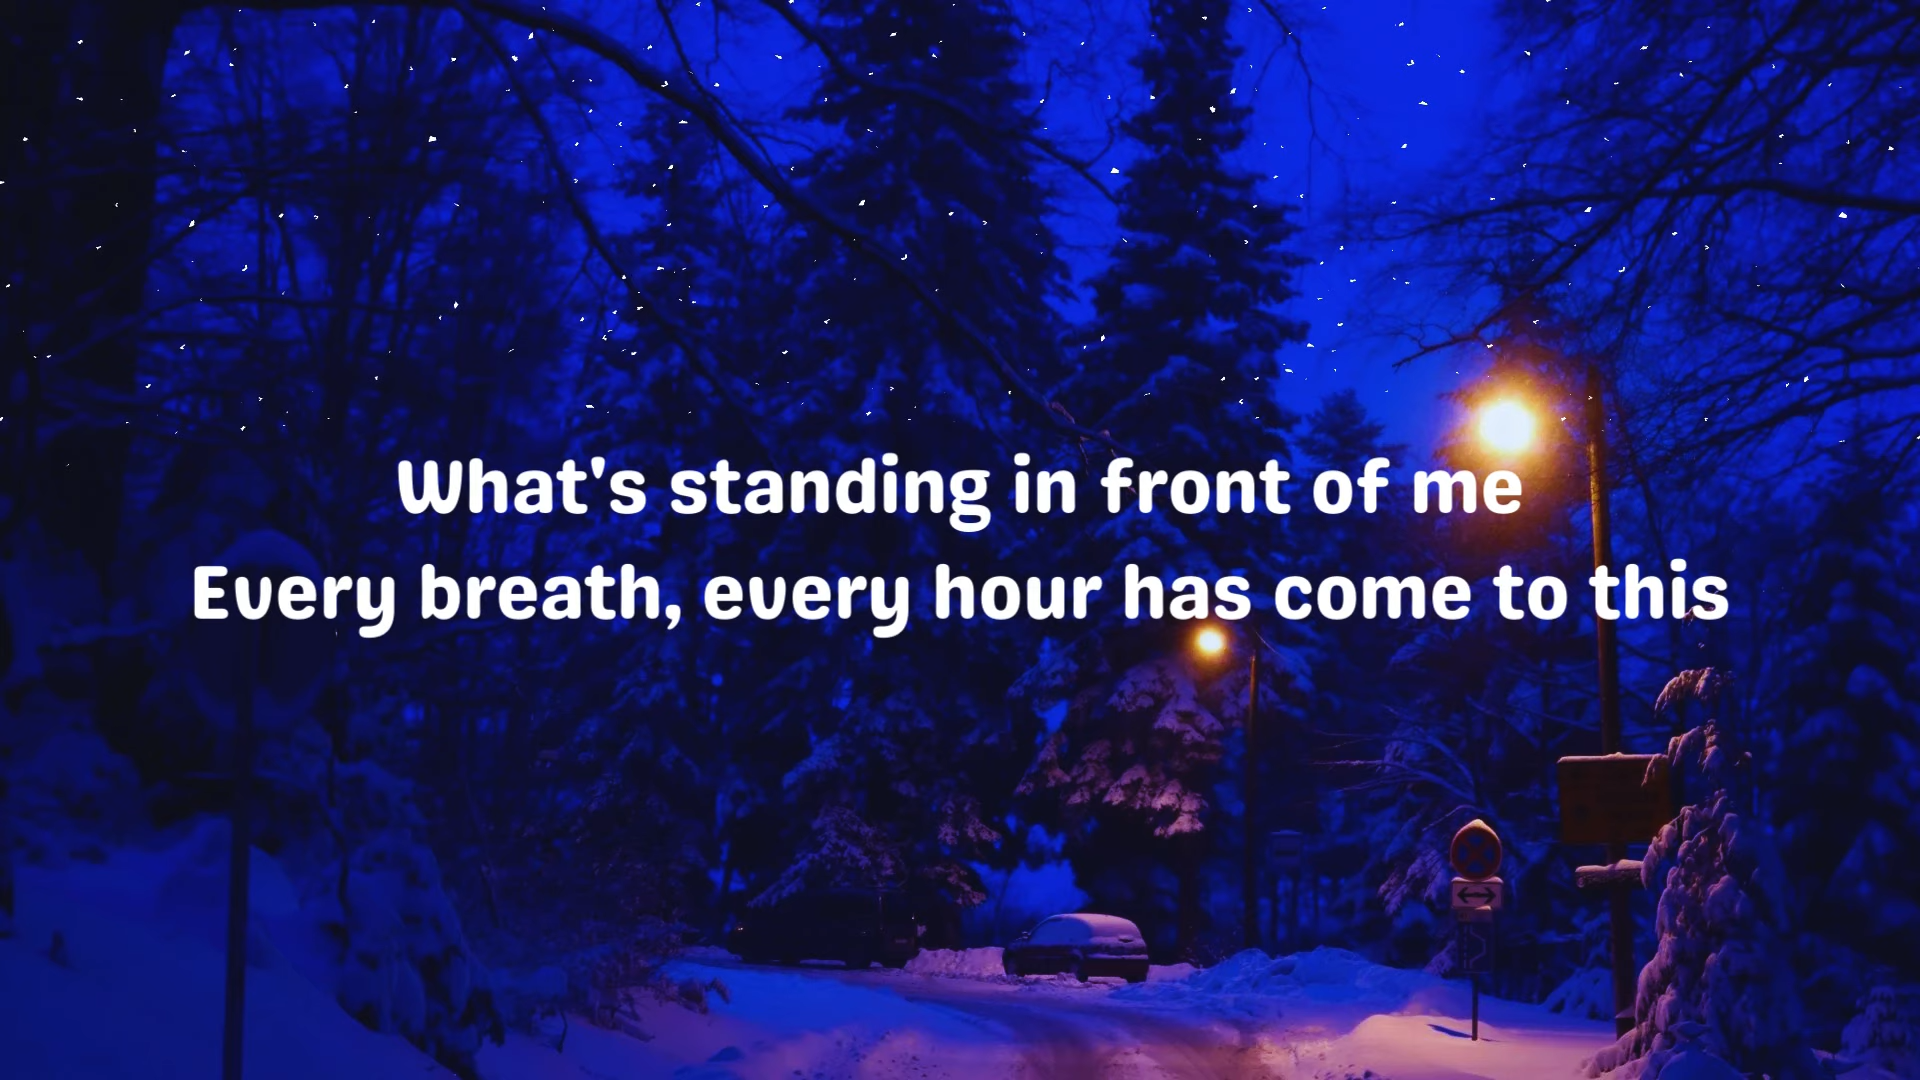 What's standing in front of me
Every breath, every hour has come to this